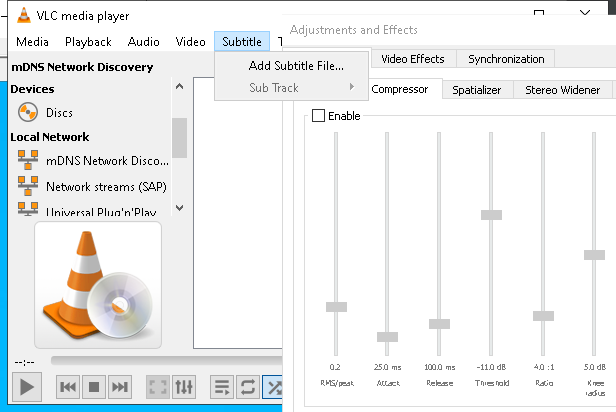 VLC media player
Media Playback Audio Video Subtitle
mDNS Network Discovery
Devices
Discs
Local Network
mDNS Network Disco...
Network streams (SAP)
Universal Plug'n'Play
--:--
Add Subtitle File...
Sub Track
Adjustments and Effects
Video Effects Synchronization
Compressor Spatializer Stereo Widener
Enable
0.2 25.0 ms 100.0 ms -11.0 dB 4.0 :1 5.0 dB
RMS/peak Attack Release Threshold Ratio Knee
radius